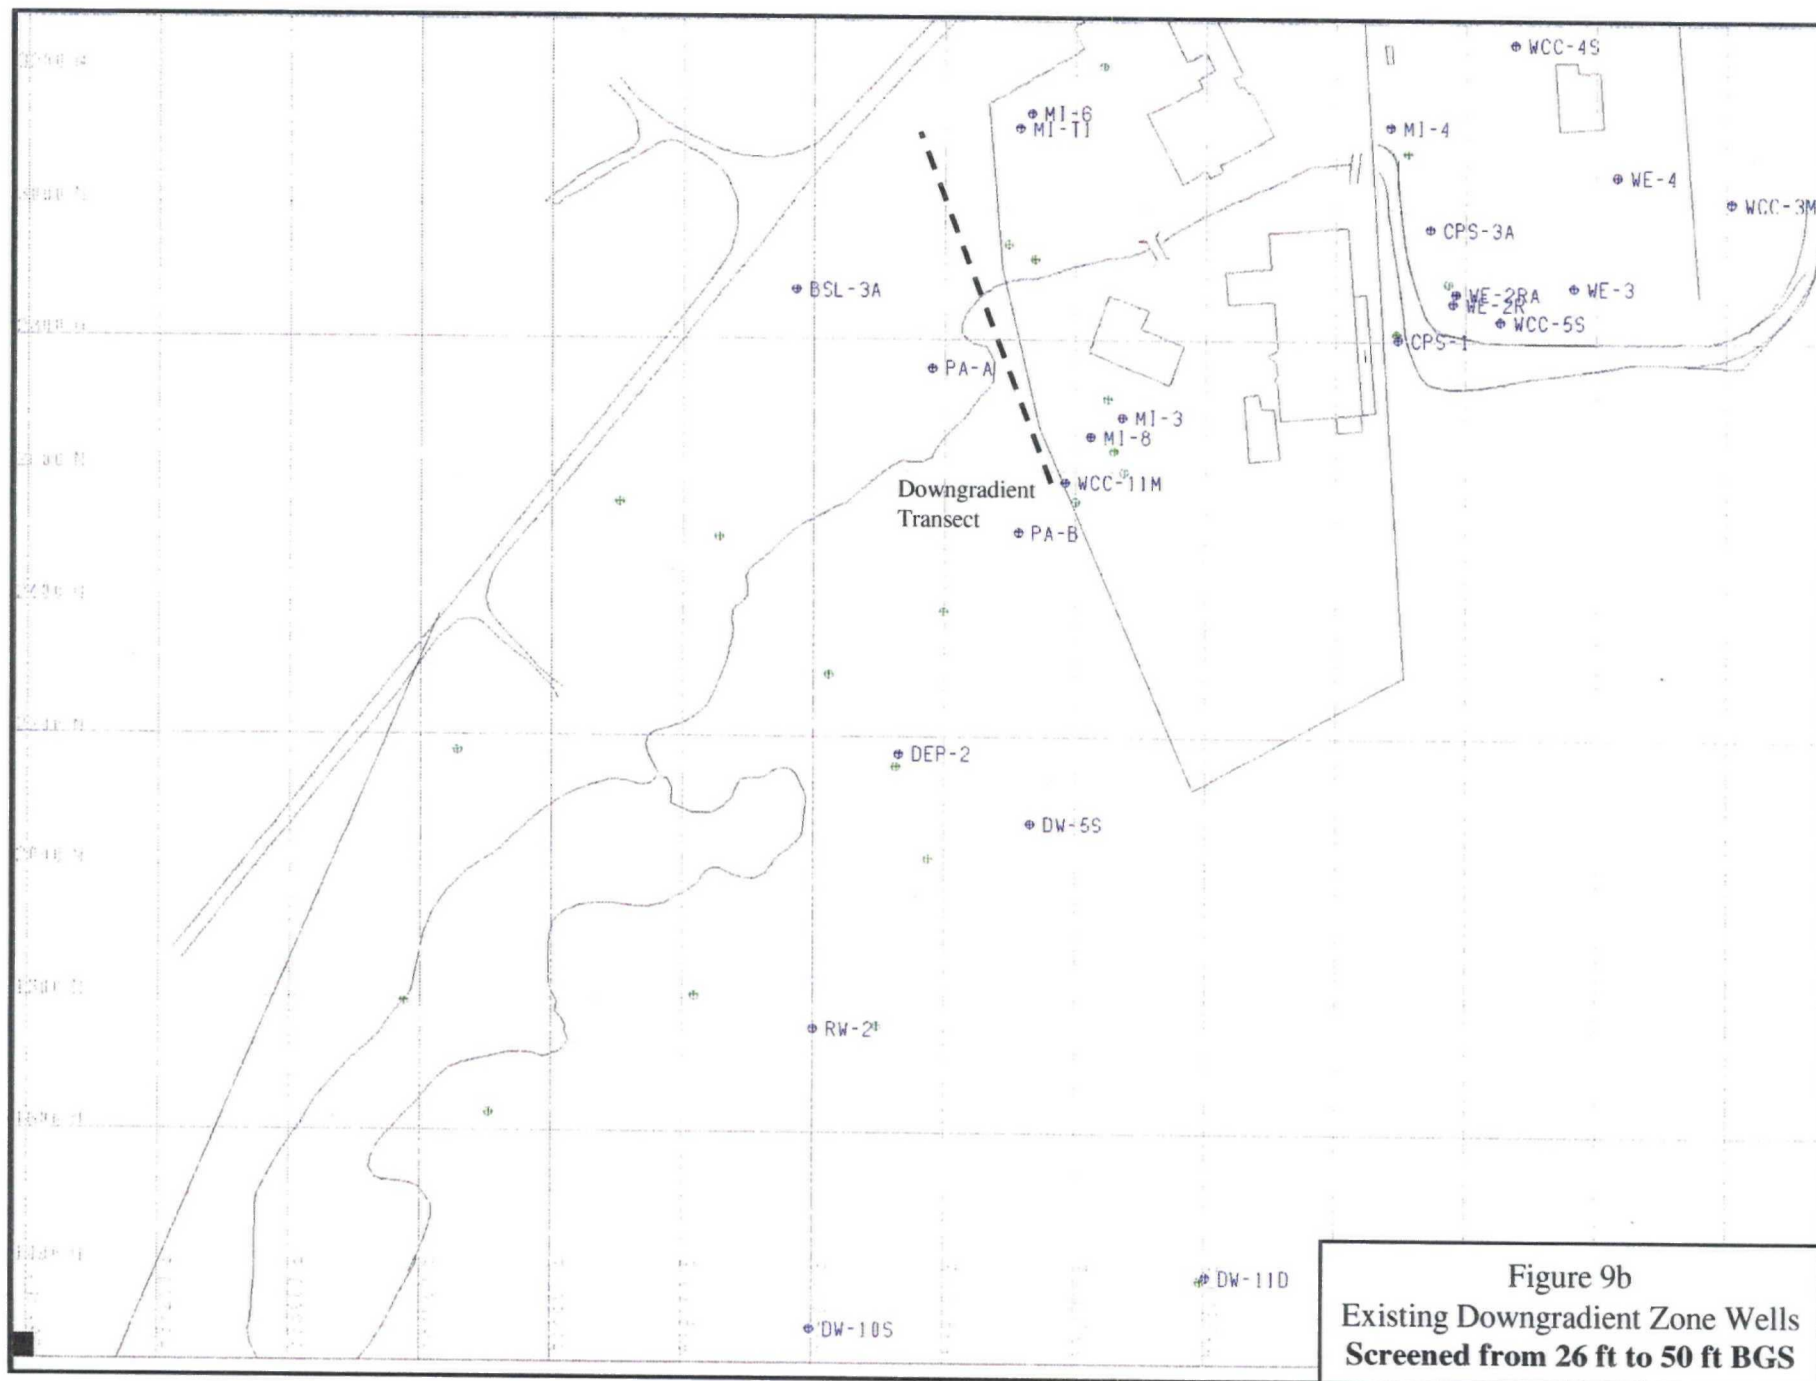 WCC-4S
MI-6
MI-TI
MI-4
WE-4
WCC-3M
CPS-3A
BSL-3A
WE-2RA
WE-3
WE-2R
WCC-5S
CPS-1
PA-A
MI-3
MI-8
WCC-11M
Downgradient
Transect
PA-B
DEP-2
DW-5S
RW-2
DW-11D
DW-10S
Figure 9b
Existing Downgradient Zone Wells
Screened from 26 ft to 50 ft BGS